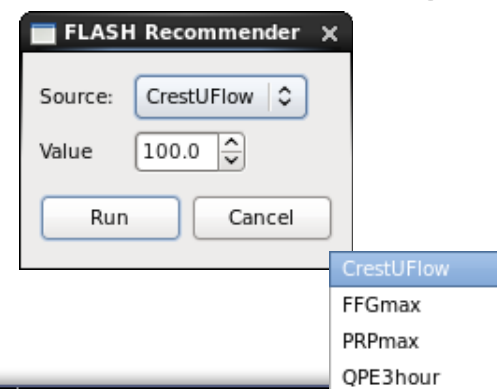 FLASH Recommender
Source: CrestUFlow
Value 100.0
Run Cancel
CrestUFlow
FFGmax
PRPmax
QPE3hour